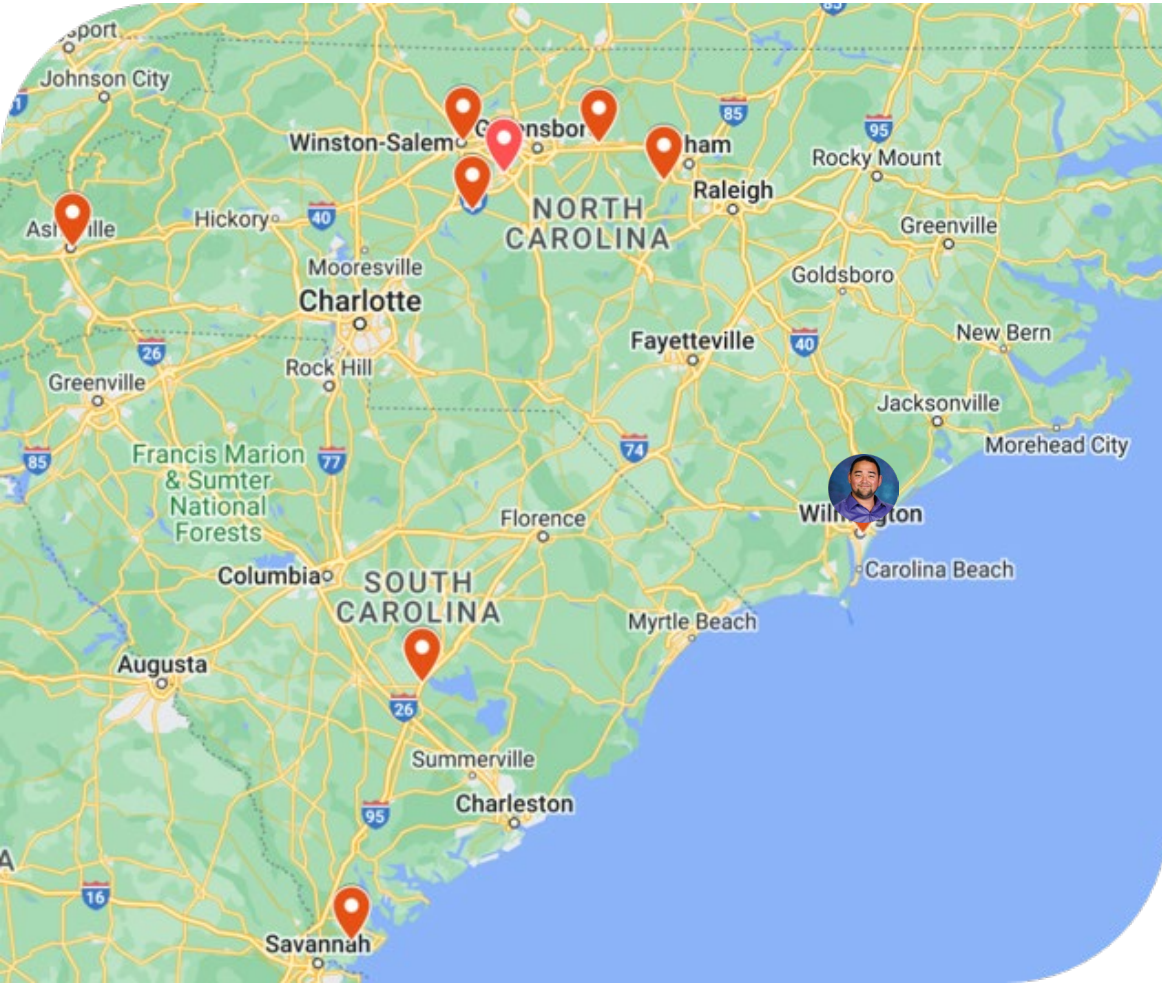 85
Johnson City
Winston-Salem
85
95
Rocky Mount
Raleigh
Hickory
40
NORTH
CAROLINA
Greenville
Mooresville
Goldsboro
Charlotte
Fayetteville
40
New Bern
26
Rock Hill
Greenville
Jacksonville
Morehead City
85
Francis Marion
& Sumter
National
Forests
77
74
Florence
Columbia
SOUTH
CAROLINA
Carolina Beach
Myrtle Beach
Augusta
26
Summerville
Charleston
95
16
Savannah